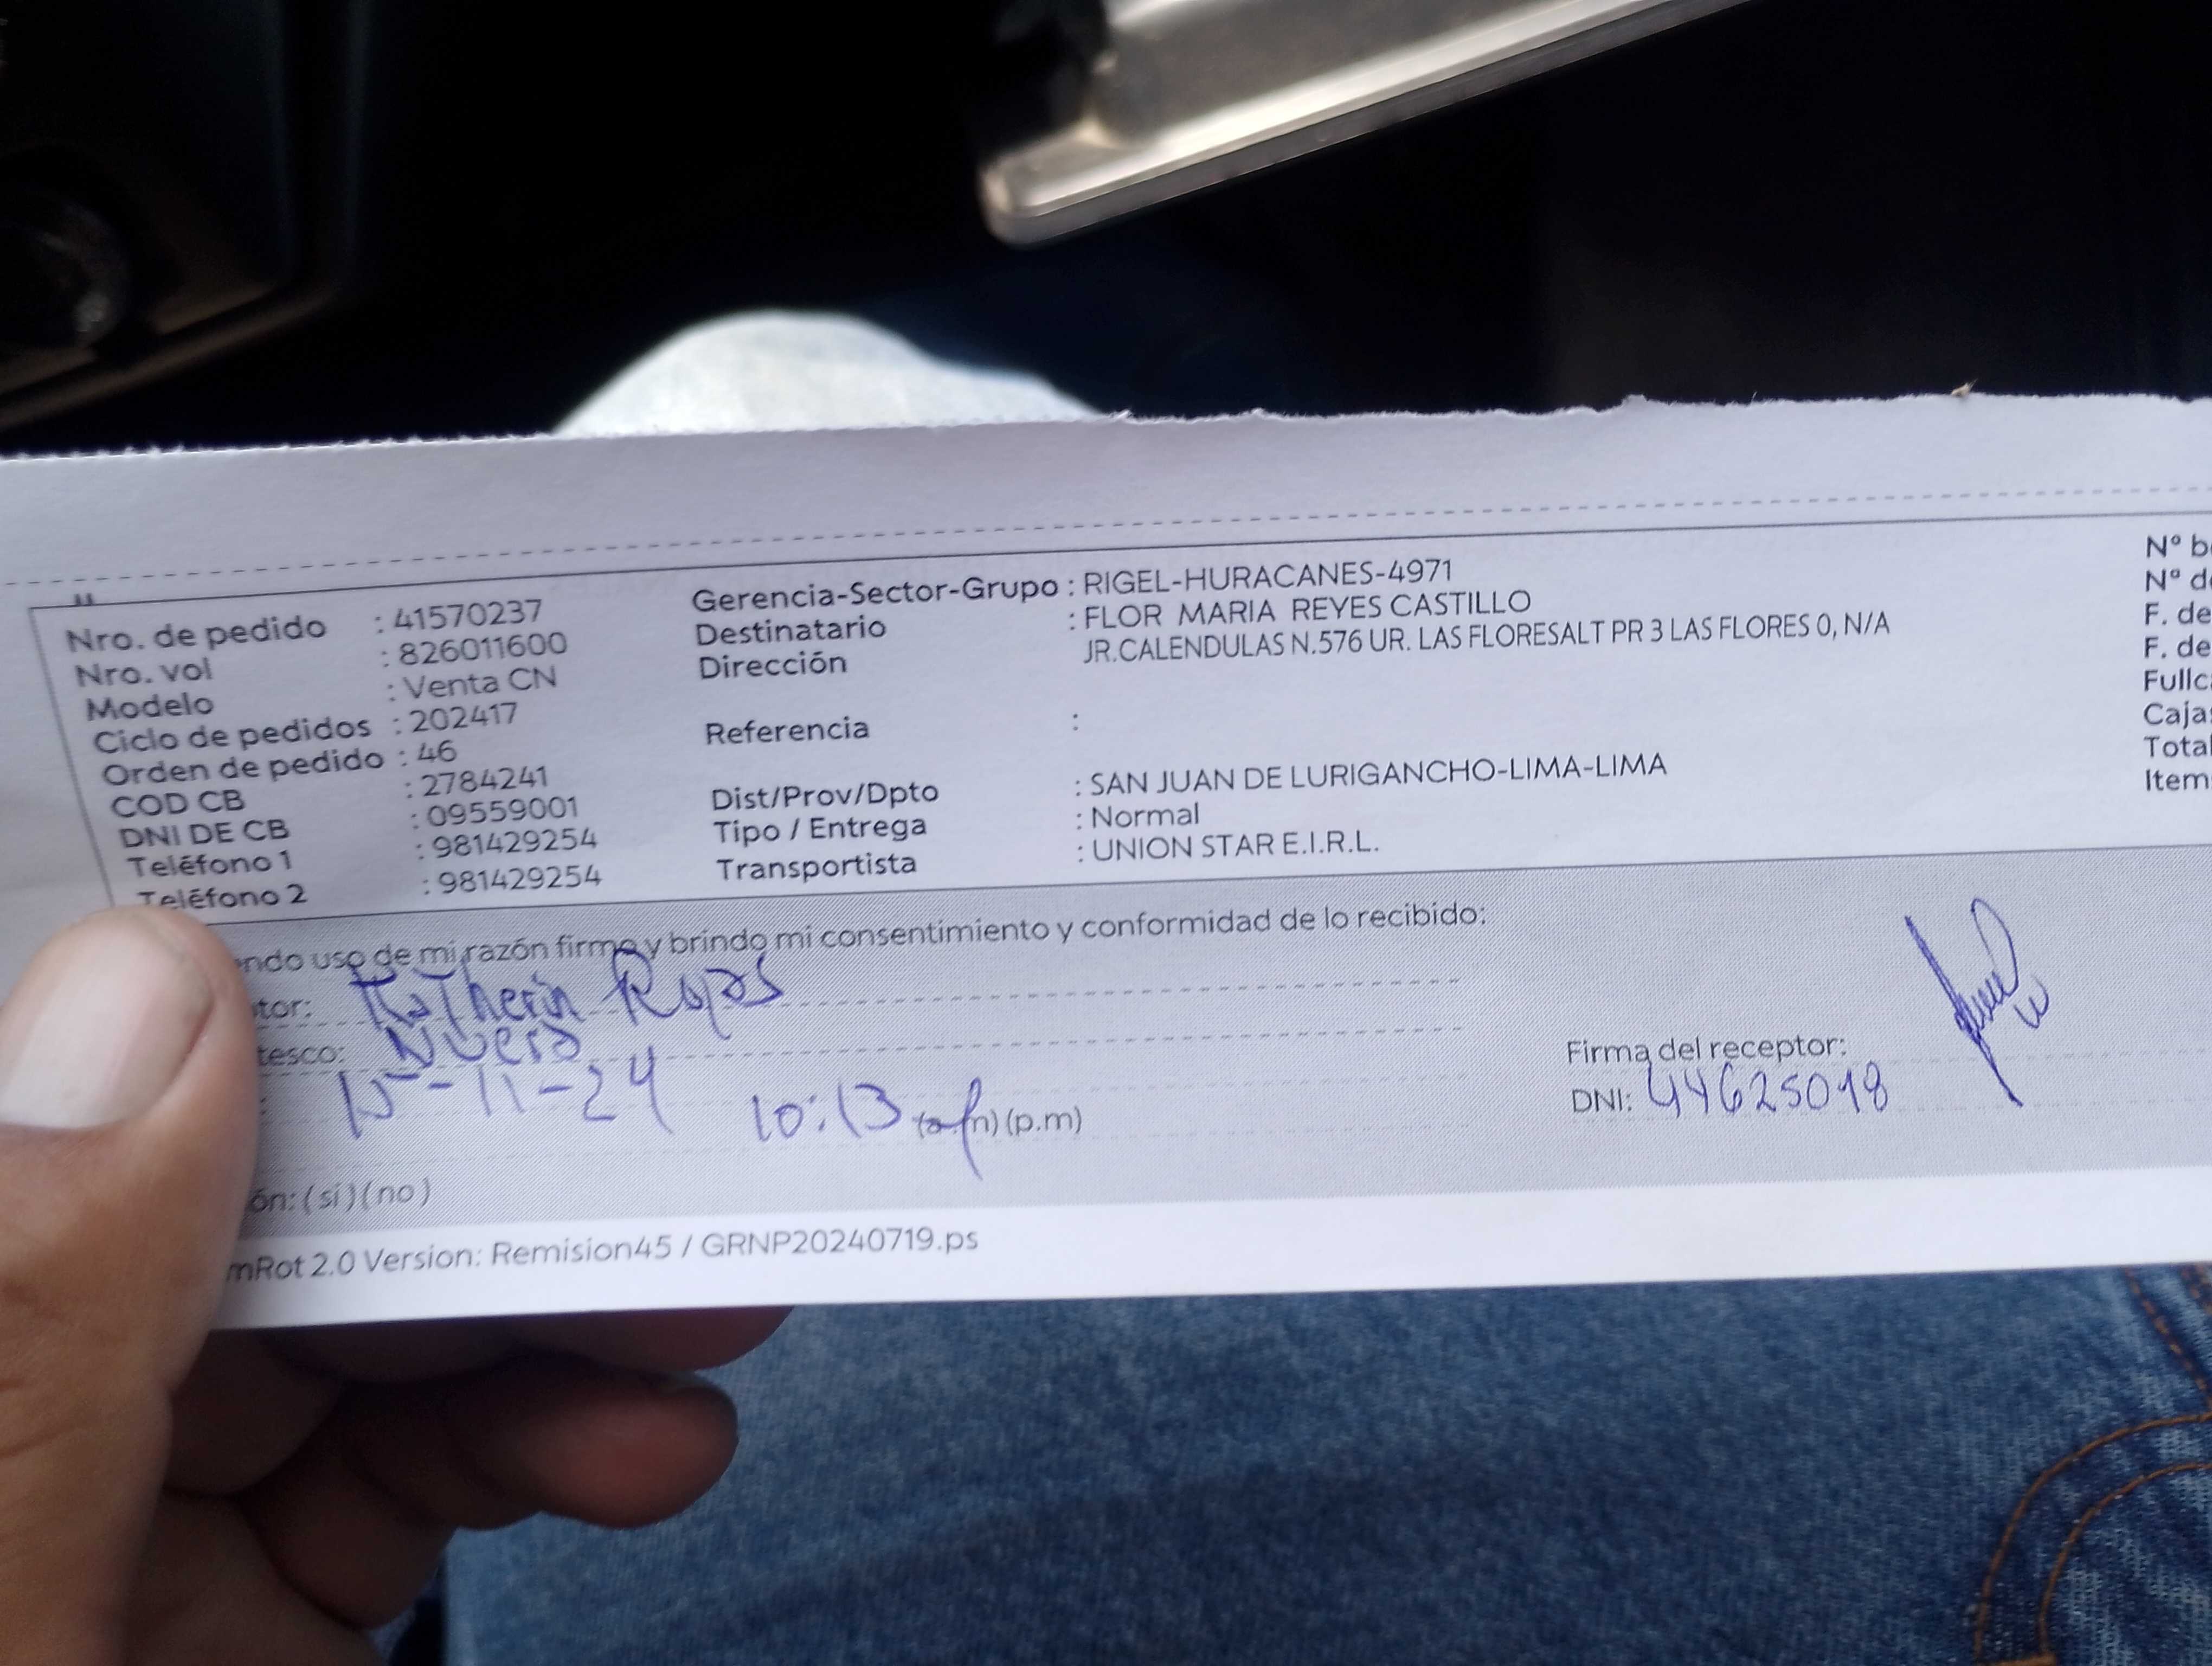 Nro. de pedido : 41570237
Nro. vol : 826011600
Modelo : Venta CN
Ciclo de pedidos : 202417
Orden de pedido : 46
COD CB : 2784241
DNI DE CB : 09559001
Teléfono 1 : 981429254
Teléfono 2 : 981429254
Gerencia-Sector-Grupo : RIGEL-HURACANES-4971
Destinatario : FLOR MARIA REYES CASTILLO
Dirección JR.CALENDULAS N.576 UR. LAS FLORESALT PR 3 LAS FLORES 0, N/A
Referencia :
Dist/Prov/Dpto : SAN JUAN DE LURIGANCHO-LIMA-LIMA
Tipo / Entrega : Normal
Transportista : UNION STAR E.I.R.L.
Nº b
Nº d
F. de
F. de
Fullc
Cajas
Total
Item
ndo uso de mi razón firmo y brindo mi consentimiento y conformidad de lo recibido:
tor: Katherin Rojas
tesco: Nuera
: 15-11-24 10:13 (a.m) (p.m)
Firma del receptor:
DNI: 44625098
ón: (si) (no)
mRot 2.0 Version: Remision45 / GRNP20240719.ps